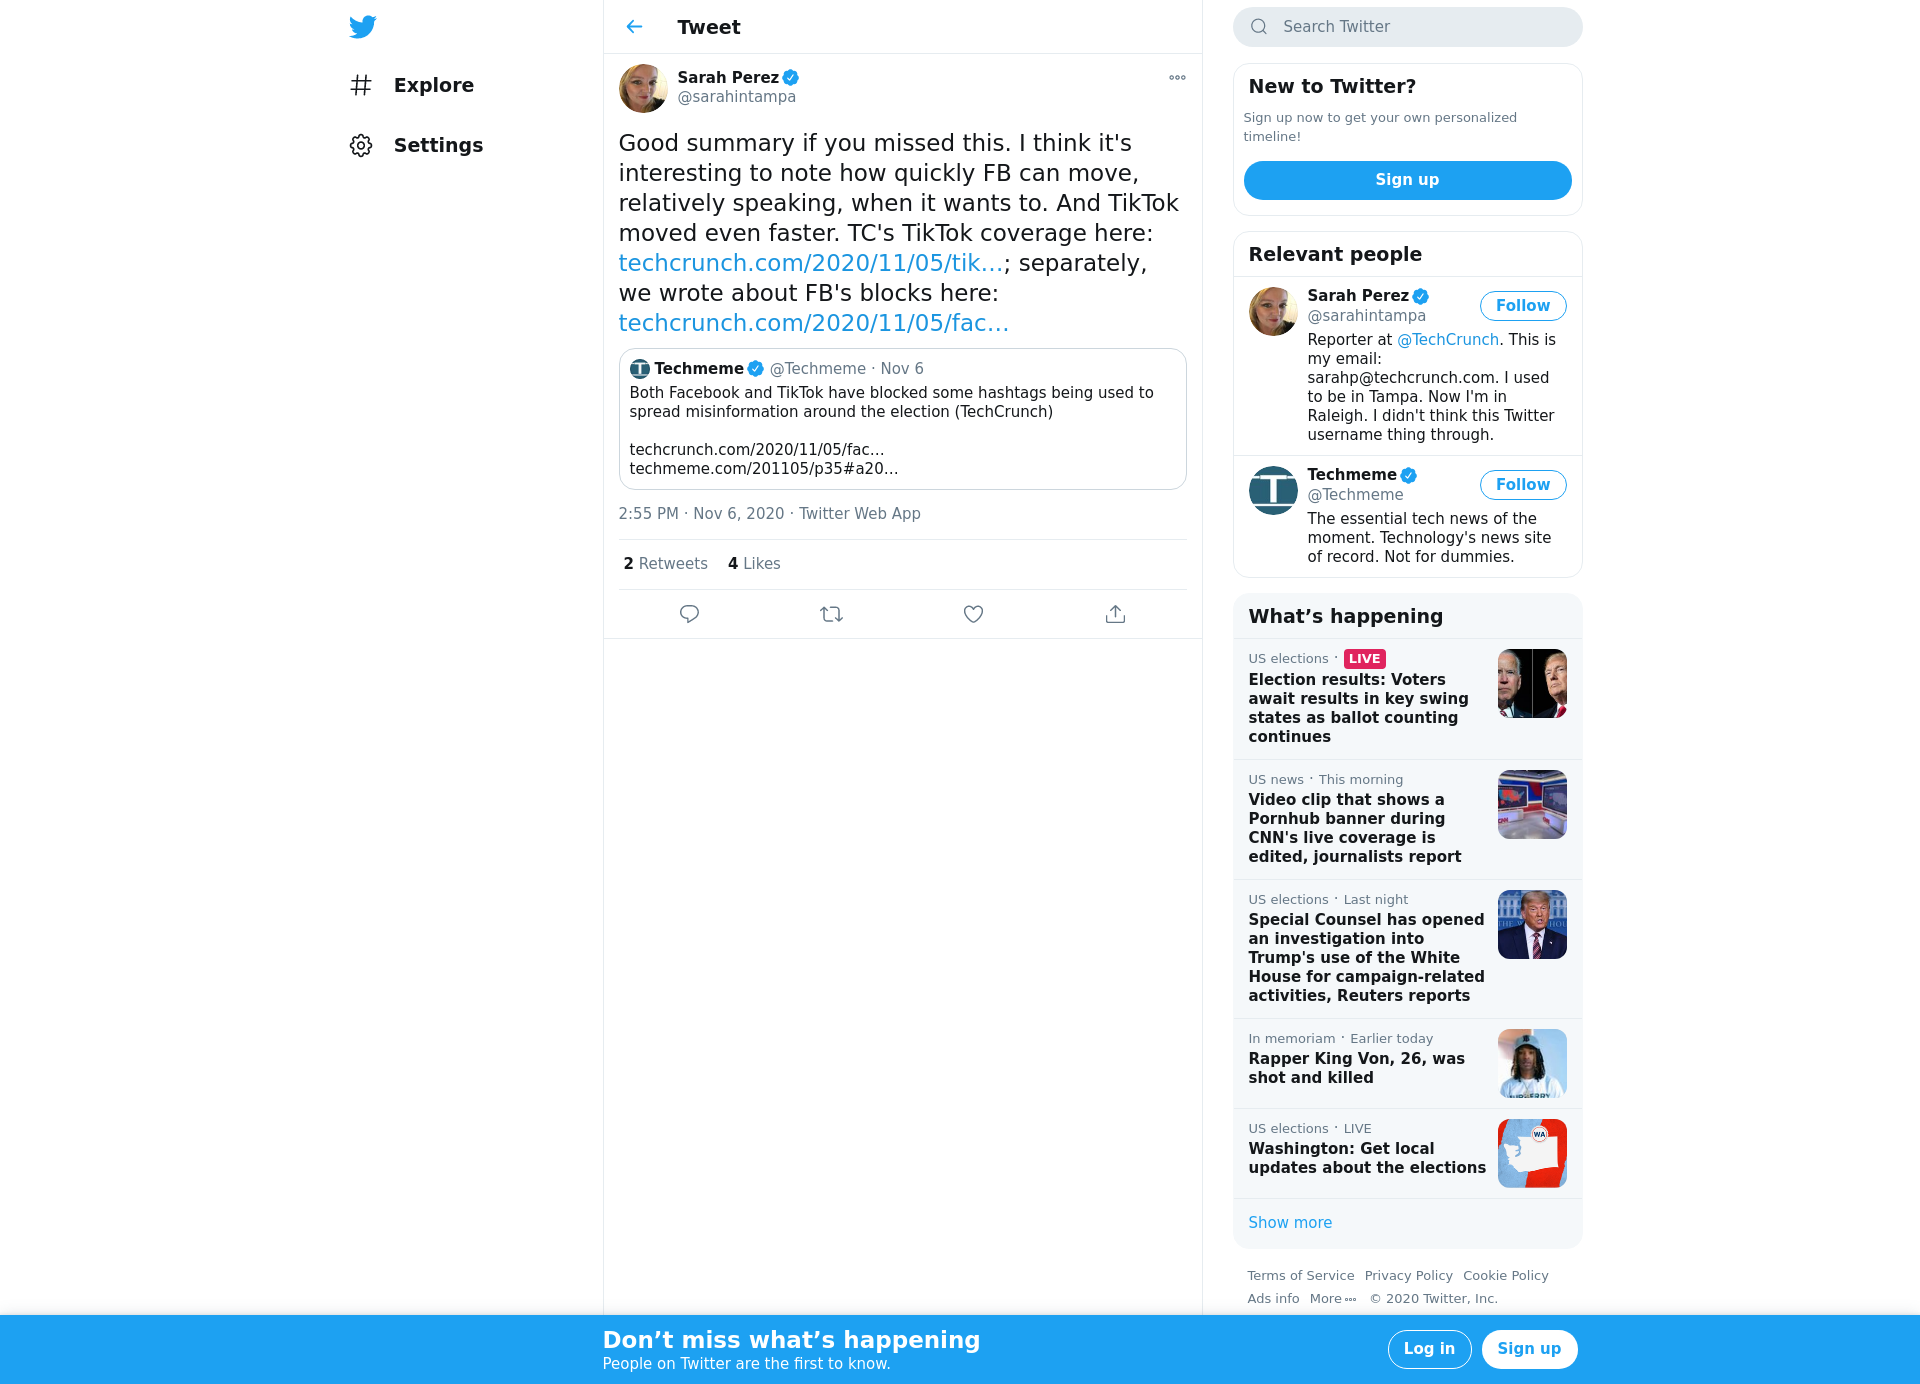 Explore
Settings
Tweet
Sarah Perez
@sarahintampa
Good summary if you missed this. I think it's
interesting to note how quickly FB can move,
relatively speaking, when it wants to. And TikTok
moved even faster. TC's TikTok coverage here:
techcrunch.com/2020/11/05/tik…; separately,
we wrote about FB's blocks here:
techcrunch.com/2020/11/05/fac…
Techmeme @Techmeme · Nov 6
Both Facebook and TikTok have blocked some hashtags being used to
spread misinformation around the election (TechCrunch)
techcrunch.com/2020/11/05/fac…
techmeme.com/201105/p35#a20…
2:55 PM · Nov 6, 2020 · Twitter Web App
2 Retweets 4 Likes
Search Twitter
New to Twitter?
Sign up now to get your own personalized
timeline!
Sign up
Relevant people
Sarah Perez
@sarahintampa
Follow
Reporter at @TechCrunch. This is
my email:
sarahp@techcrunch.com. I used
to be in Tampa. Now I'm in
Raleigh. I didn't think this Twitter
username thing through.
Techmeme
@Techmeme
Follow
The essential tech news of the
moment. Technology's news site
of record. Not for dummies.
What’s happening
US elections · LIVE
Election results: Voters
await results in key swing
states as ballot counting
continues
US news · This morning
Video clip that shows a
Pornhub banner during
CNN's live coverage is
edited, journalists report
US elections · Last night
Special Counsel has opened
an investigation into
Trump's use of the White
House for campaign-related
activities, Reuters reports
In memoriam · Earlier today
Rapper King Von, 26, was
shot and killed
US elections · LIVE
Washington: Get local
updates about the elections
WA
Show more
Terms of Service Privacy Policy Cookie Policy
Ads info More © 2020 Twitter, Inc.
Don’t miss what’s happening
People on Twitter are the first to know.
Log in
Sign up